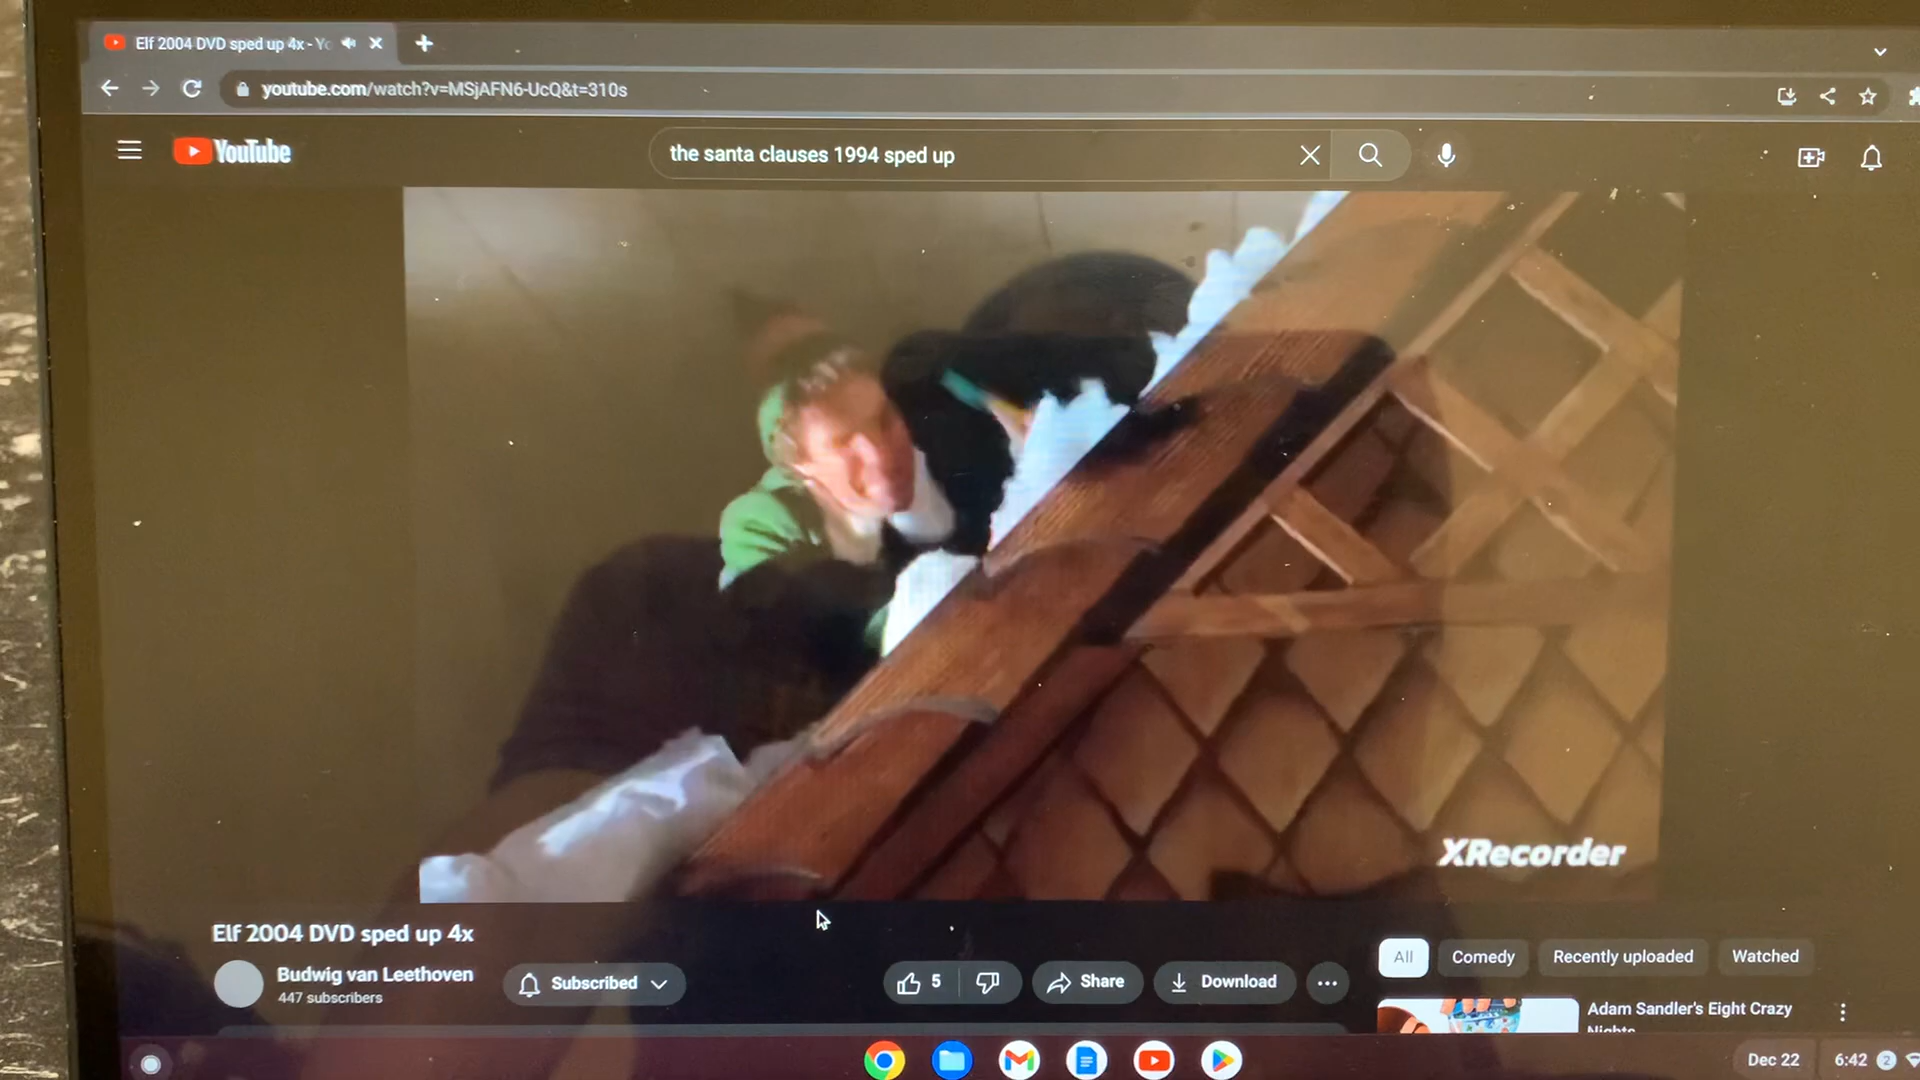 Elf 2004 DVD sped up 4x - Yo
youtube.com/watch?v=MSjAFN6-UcQ&t=310s
YouTube
the santa clauses 1994 sped up
XRecorder
Elf 2004 DVD sped up 4x
Budwig van Leethoven
447 subscribers
Subscribed
5
Share
Download
All
Comedy
Recently uploaded
Watched
Adam Sandler's Eight Crazy
Nights
Dec 22
6:42
2